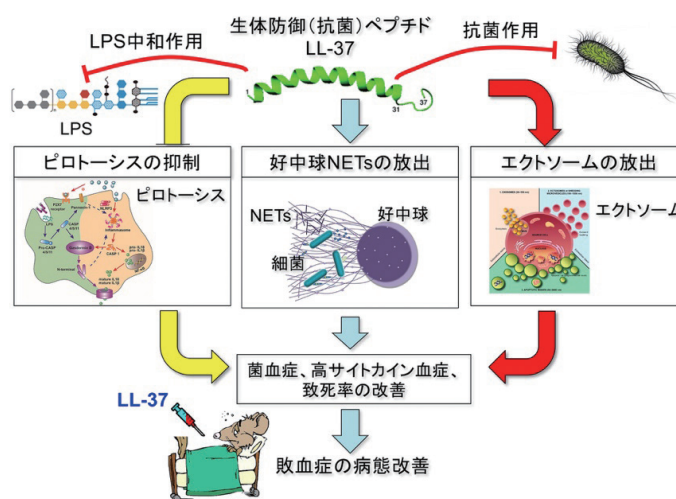 生体防御(抗菌)ペプチド
LL-37
LPS中和作用
抗菌作用
1
31
37
LPS
ピロトーシスの抑制
ピロトーシス
好中球NETsの放出
NETs
好中球
細菌
エクトソームの放出
エクトソーム
菌血症、高サイトカイン血症、
致死率の改善
LL-37
敗血症の病態改善